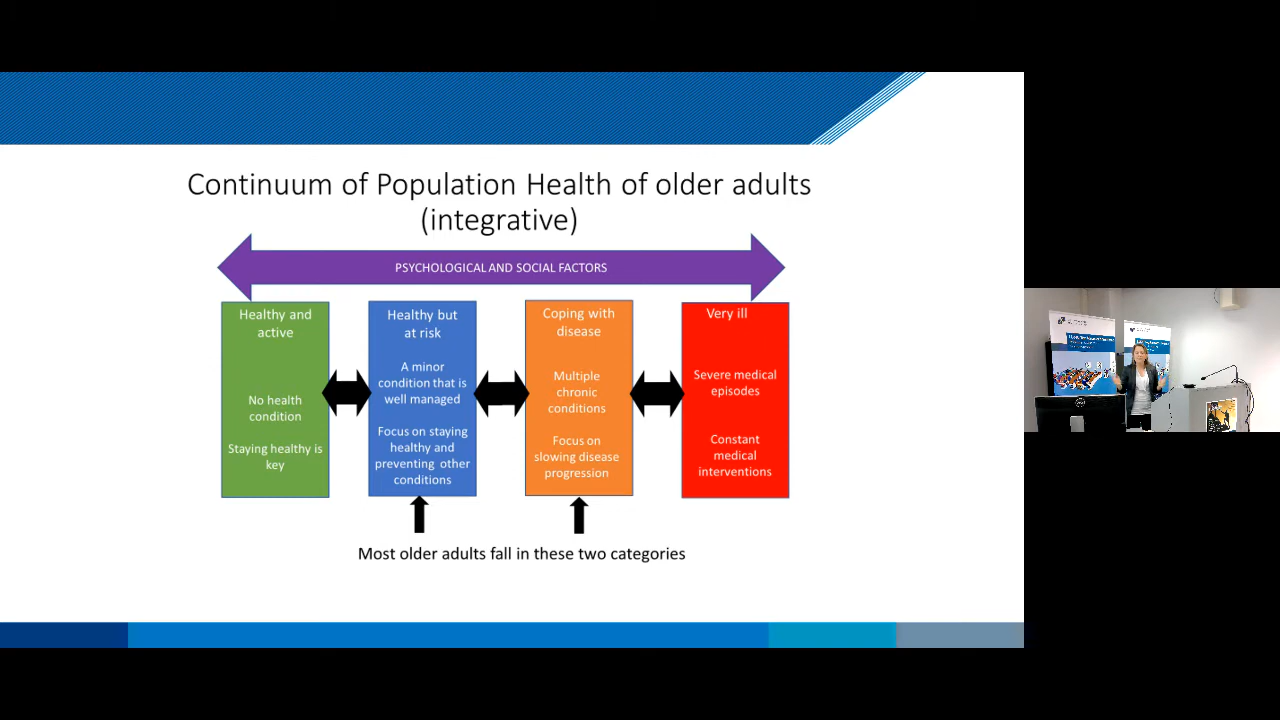 Continuum of Population Health of older adults
(integrative)
PSYCHOLOGICAL AND SOCIAL FACTORS
Healthy and
active
No health
condition
Staying healthy is
key
Healthy but
at risk
A minor
condition that is
well managed
Focus on staying
healthy and
preventing other
conditions
Coping with
disease
Multiple
chronic
conditions
Focus on
slowing disease
progression
Very ill
Severe medical
episodes
Constant
medical
interventions
Most older adults fall in these two categories